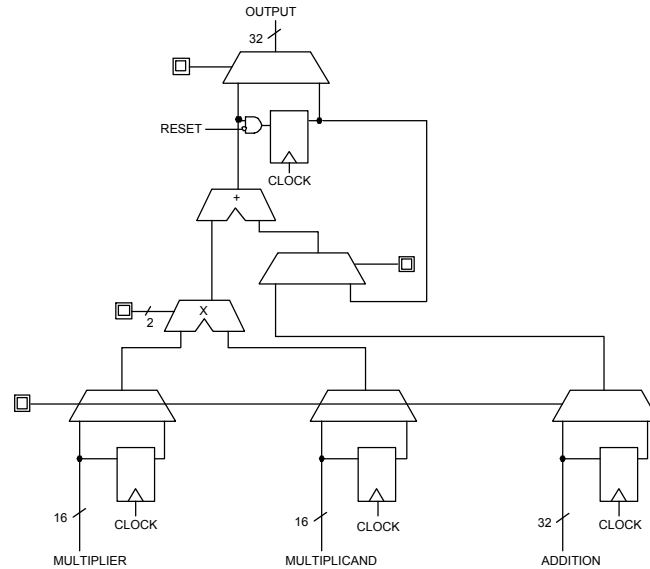 OUTPUT
32
RESET
CLOCK
+
X
2
16
CLOCK
16
CLOCK
32
CLOCK
MULTIPLIER
MULTIPLICAND
ADDITION